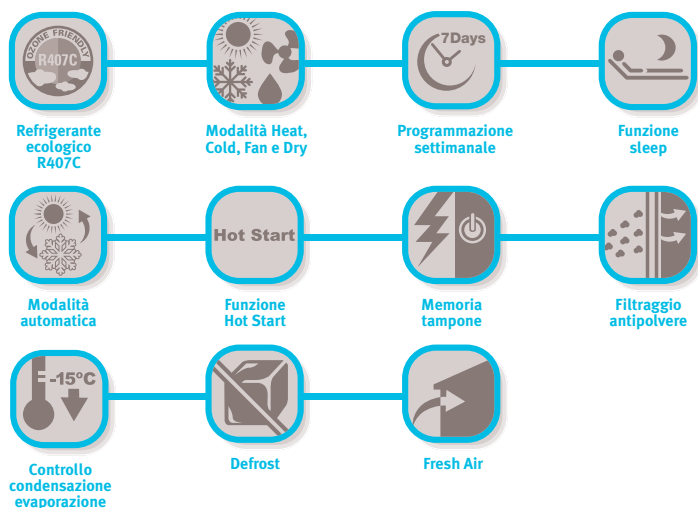 OZONE FRIENDLY
R407C
7Days
Refrigerante
ecologico
R407C
Modalità Heat,
Cold, Fan e Dry
Programmazione
settimanale
Funzione
sleep
Hot Start
Modalità
automatica
Funzione
Hot Start
Memoria
tampone
Filtraggio
antipolvere
-15°C
Controllo
condensazione
evaporazione
Defrost
Fresh Air